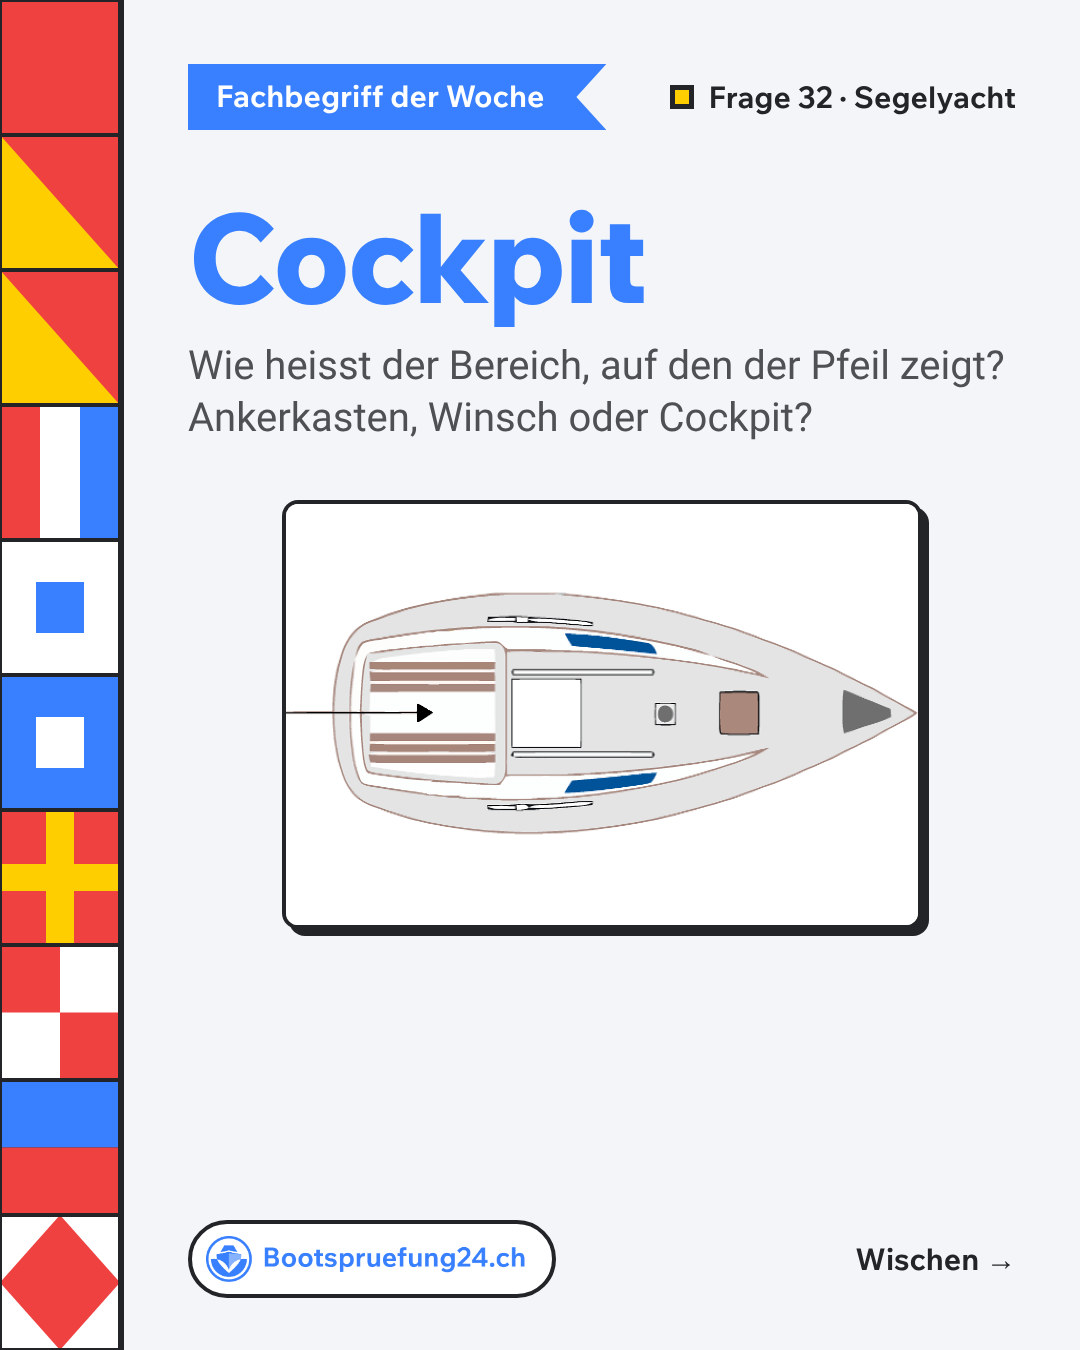 Fachbegriff der Woche
Frage 32 · Segelyacht
Cockpit
Wie heisst der Bereich, auf den der Pfeil zeigt?
Ankerkasten, Winsch oder Cockpit?
Bootspruefung24.ch
Wischen →